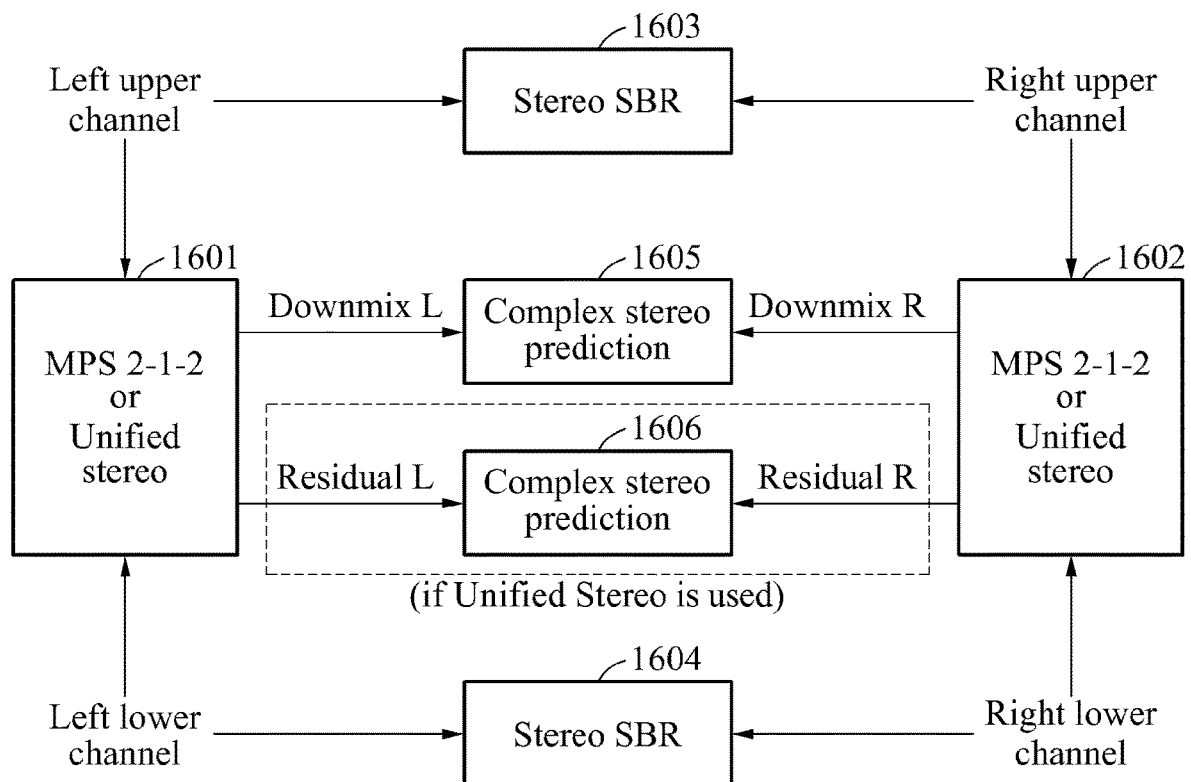 1603
Left upper
channel
Stereo SBR
Right upper
channel
1601
1605
1602
Downmix L
Complex stereo
prediction
Downmix R
MPS 2-1-2
or
Unified
stereo
MPS 2-1-2
or
Unified
stereo
1606
Residual L
Complex stereo
prediction
Residual R
(if Unified Stereo is used)
1604
Left lower
channel
Stereo SBR
Right lower
channel